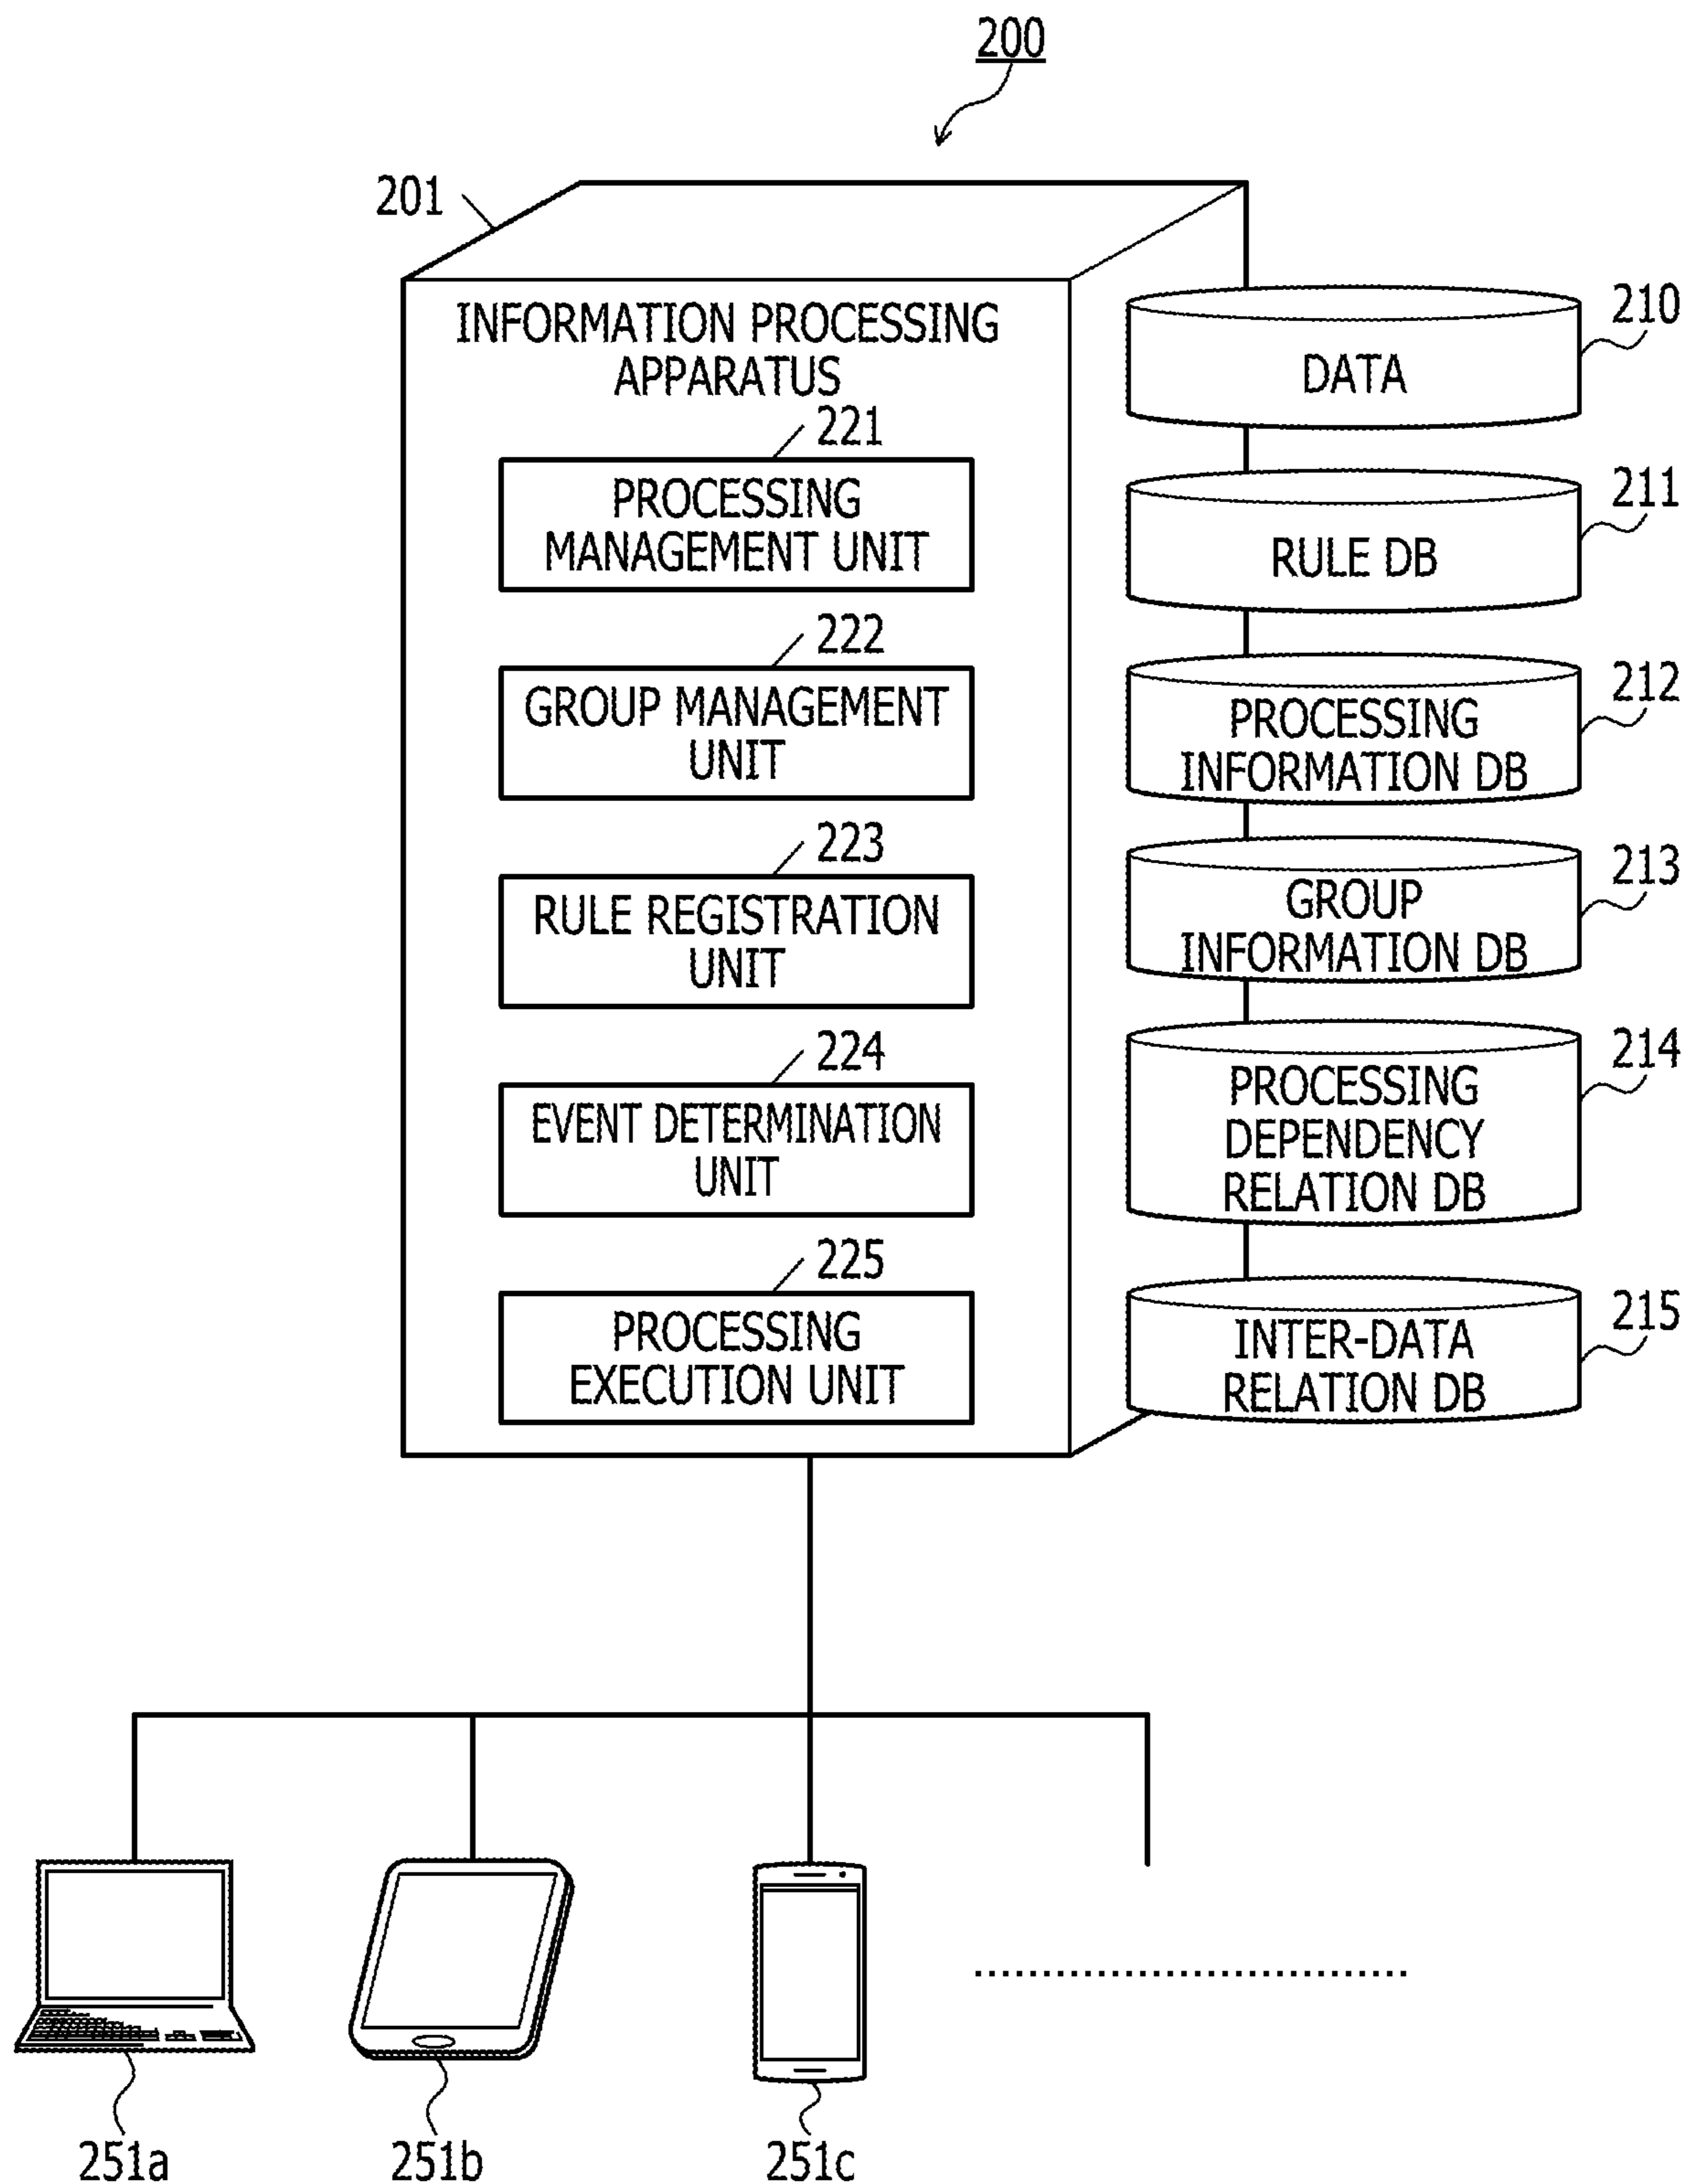 200
201
INFORMATION PROCESSING
APPARATUS
221
PROCESSING
MANAGEMENT UNIT
222
GROUP MANAGEMENT
UNIT
223
RULE REGISTRATION
UNIT
224
EVENT DETERMINATION
UNIT
225
PROCESSING
EXECUTION UNIT
210
DATA
211
RULE DB
212
PROCESSING
INFORMATION DB
213
GROUP
INFORMATION DB
214
PROCESSING
DEPENDENCY
RELATION DB
215
INTER-DATA
RELATION DB
251a
251b
251c